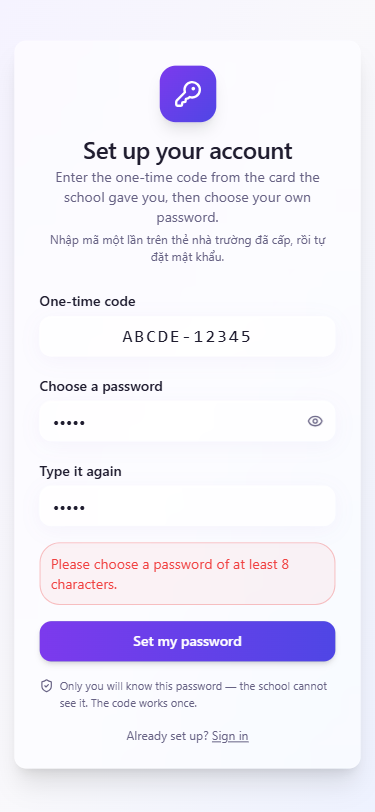 Set up your account
Enter the one-time code from the card the
school gave you, then choose your own
password.
Nhập mã một lần trên thẻ nhà trường đã cấp, rồi tự
đặt mật khẩu.
One-time code
ABCDE-12345
Choose a password
•••••
Type it again
•••••
Please choose a password of at least 8
characters.
Set my password
Only you will know this password — the school cannot
see it. The code works once.
Already set up? Sign in